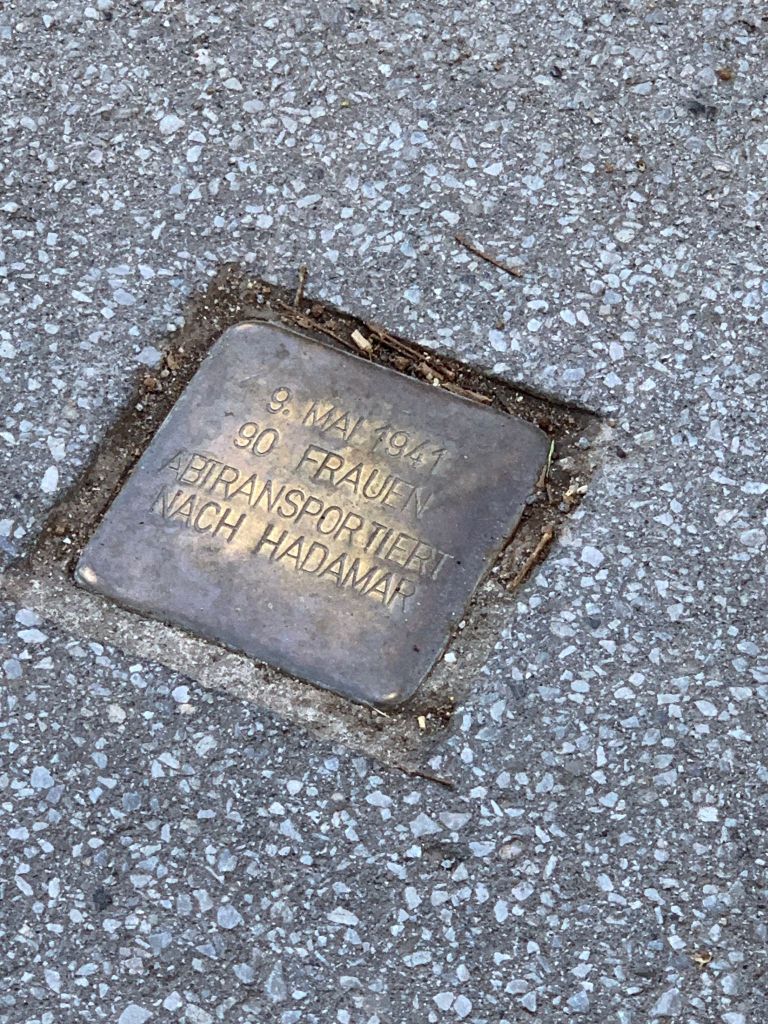 9. MAI 1941
90 FRAUEN
ABTRANSPORTIERT
NACH HADAMAR